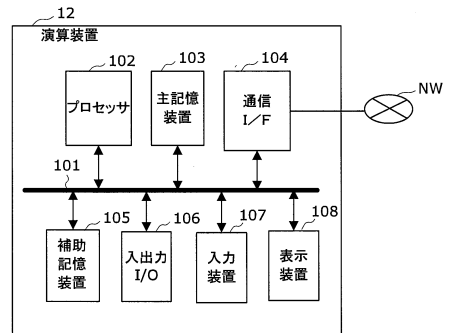 12
演算装置
102
プロセッサ
103
主記憶
装置
104
通信
I/F
NW
101
105
補助
記憶
装置
106
入出力
I/O
107
入力
装置
108
表示
装置